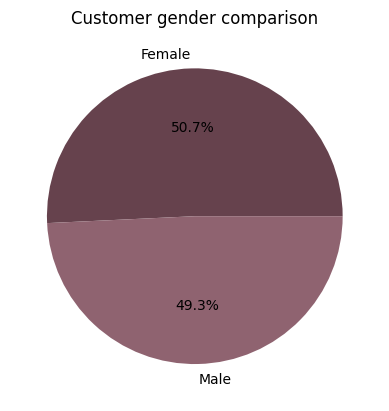 Customer gender comparison
Female
50.7%
49.3%
Male